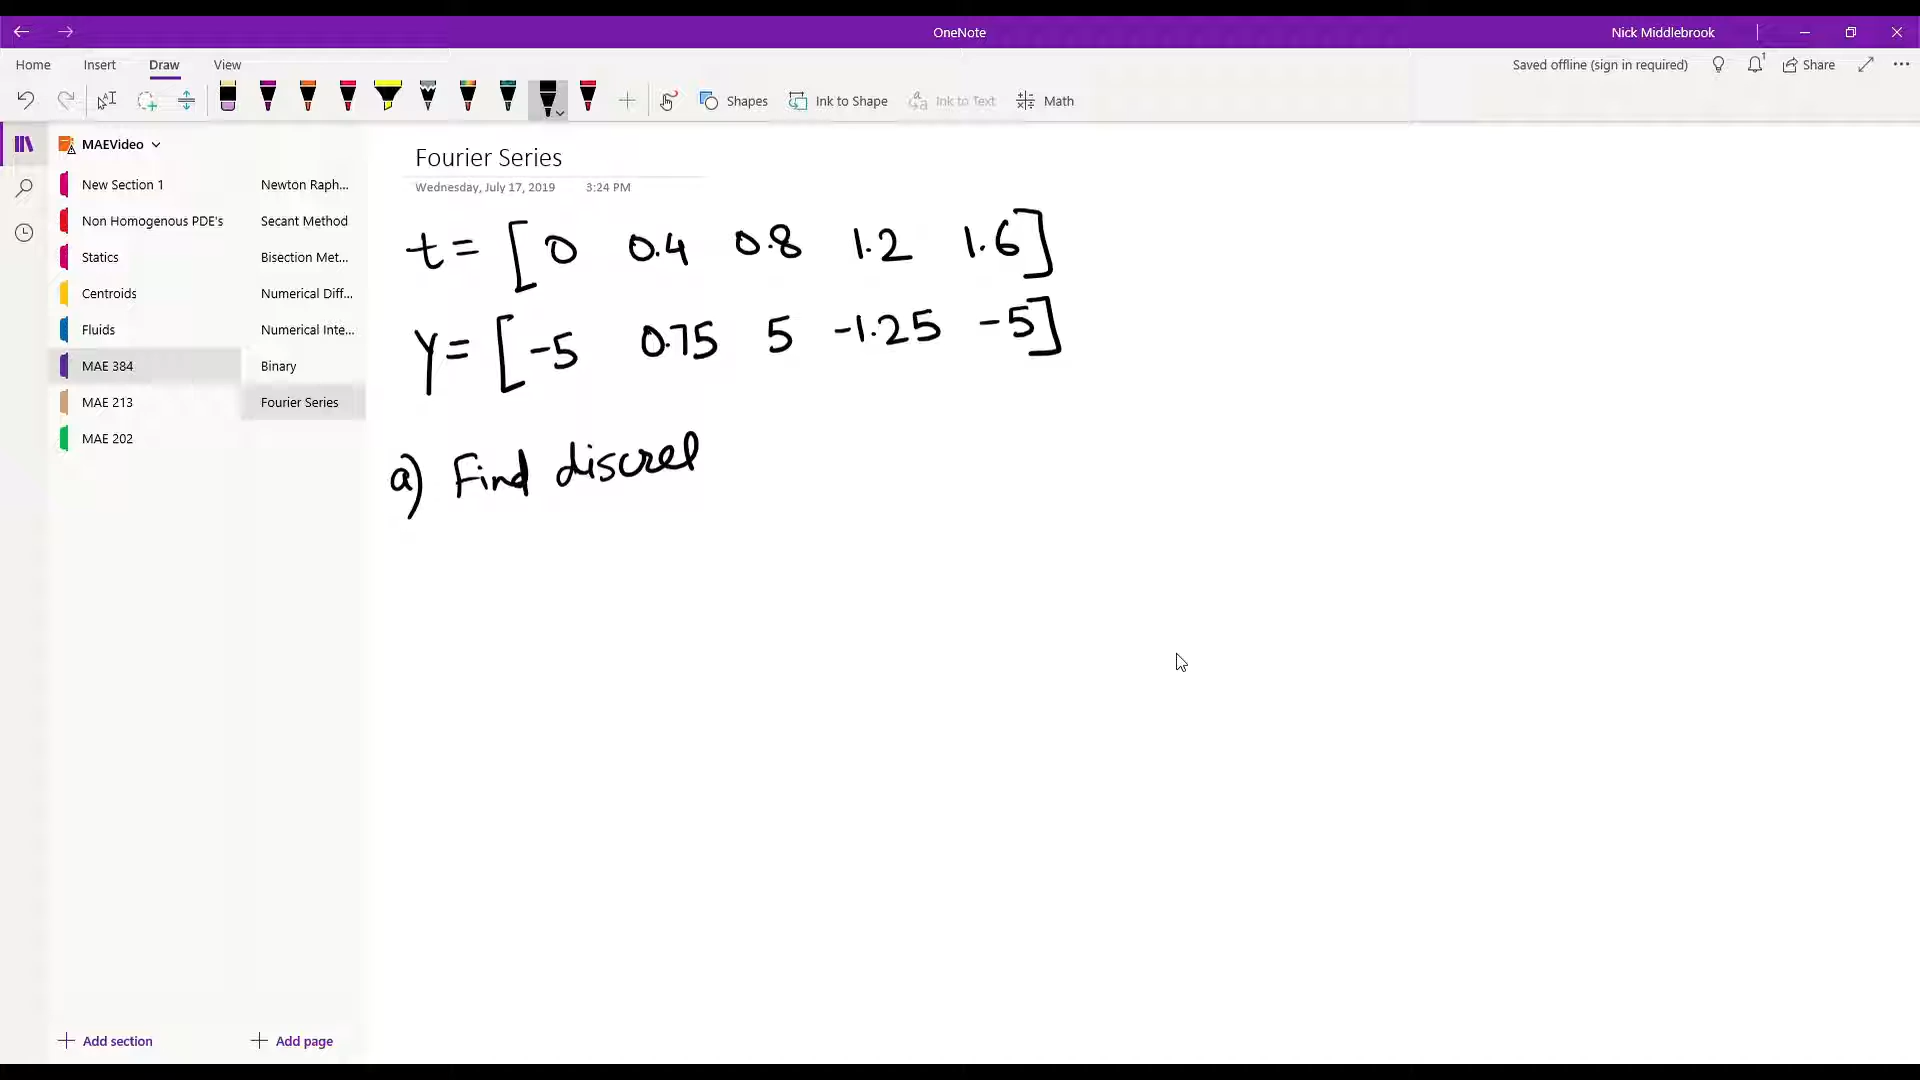 OneNote
Nick Middlebrook
Home Insert Draw View
Saved offline (sign in required)
1
Share
Shapes
Ink to Shape
Ink to Text
Math
MAEVideo
New Section 1
Non Homogenous PDE's
Statics
Centroids
Fluids
MAE 384
MAE 213
MAE 202
Newton Raph...
Secant Method
Bisection Met...
Numerical Diff...
Numerical Inte...
Binary
Fourier Series
Add section
Add page
Fourier Series
Wednesday, July 17, 2019 3:24 PM
t = [0 0.4 0.8 1.2 1.6]
y = [-5 0.75 5 -1.25 -5]
a) Find discret